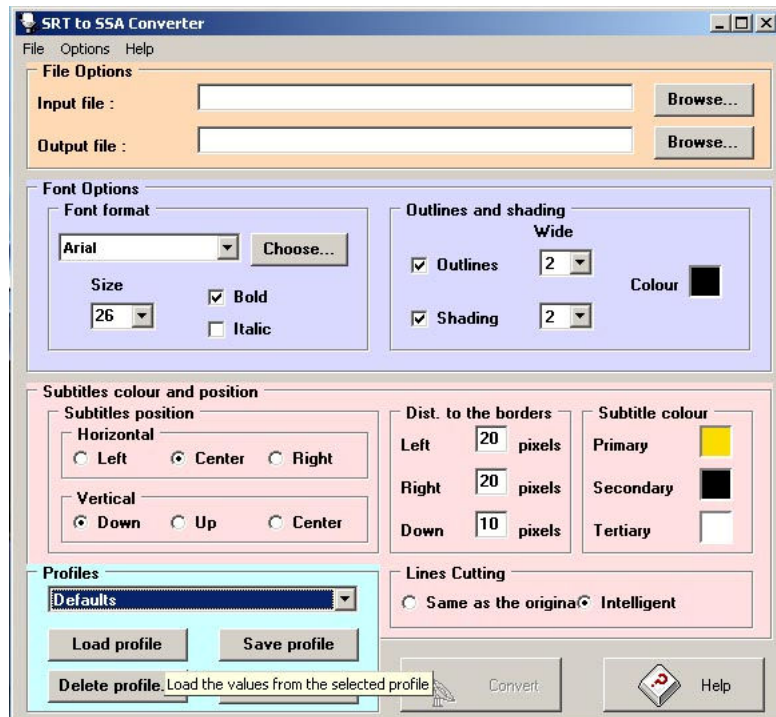 SRT to SSA Converter
File Options Help
File Options
Input file :
Browse...
Output file :
Browse...
Font Options
Font format
Arial
Choose...
Size
26
Bold
Italic
Outlines and shading
Wide
Outlines
2
Shading
2
Colour
Subtitles colour and position
Subtitles position
Horizontal
Left Center Right
Vertical
Down Up Center
Dist. to the borders
Left 20 pixels
Right 20 pixels
Down 10 pixels
Subtitle colour
Primary
Secondary
Tertiary
Profiles
Defaults
Load profile
Save profile
Delete profile.
Load the values from the selected profile
Lines Cutting
Same as the origina Intelligent
Convert
Help